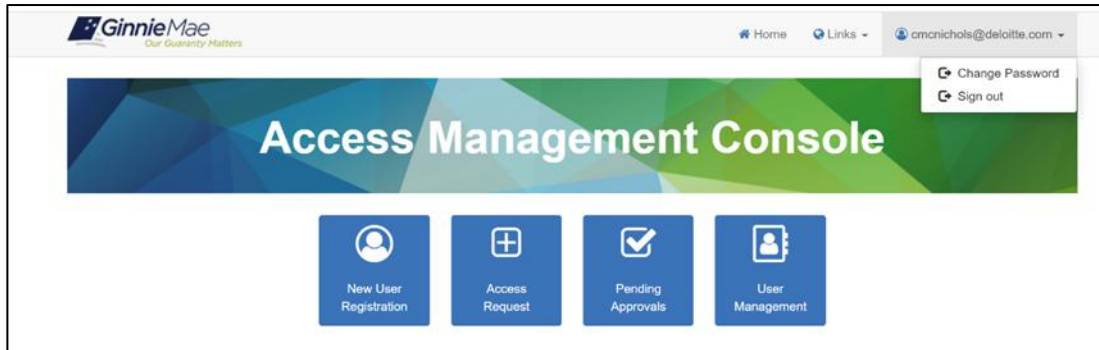 GinnieMae
Our Guaranty Matters
Home
Links
cmcnichols@deloitte.com
Change Password
Sign out
Access Management Console
New User
Registration
Access
Request
Pending
Approvals
User
Management